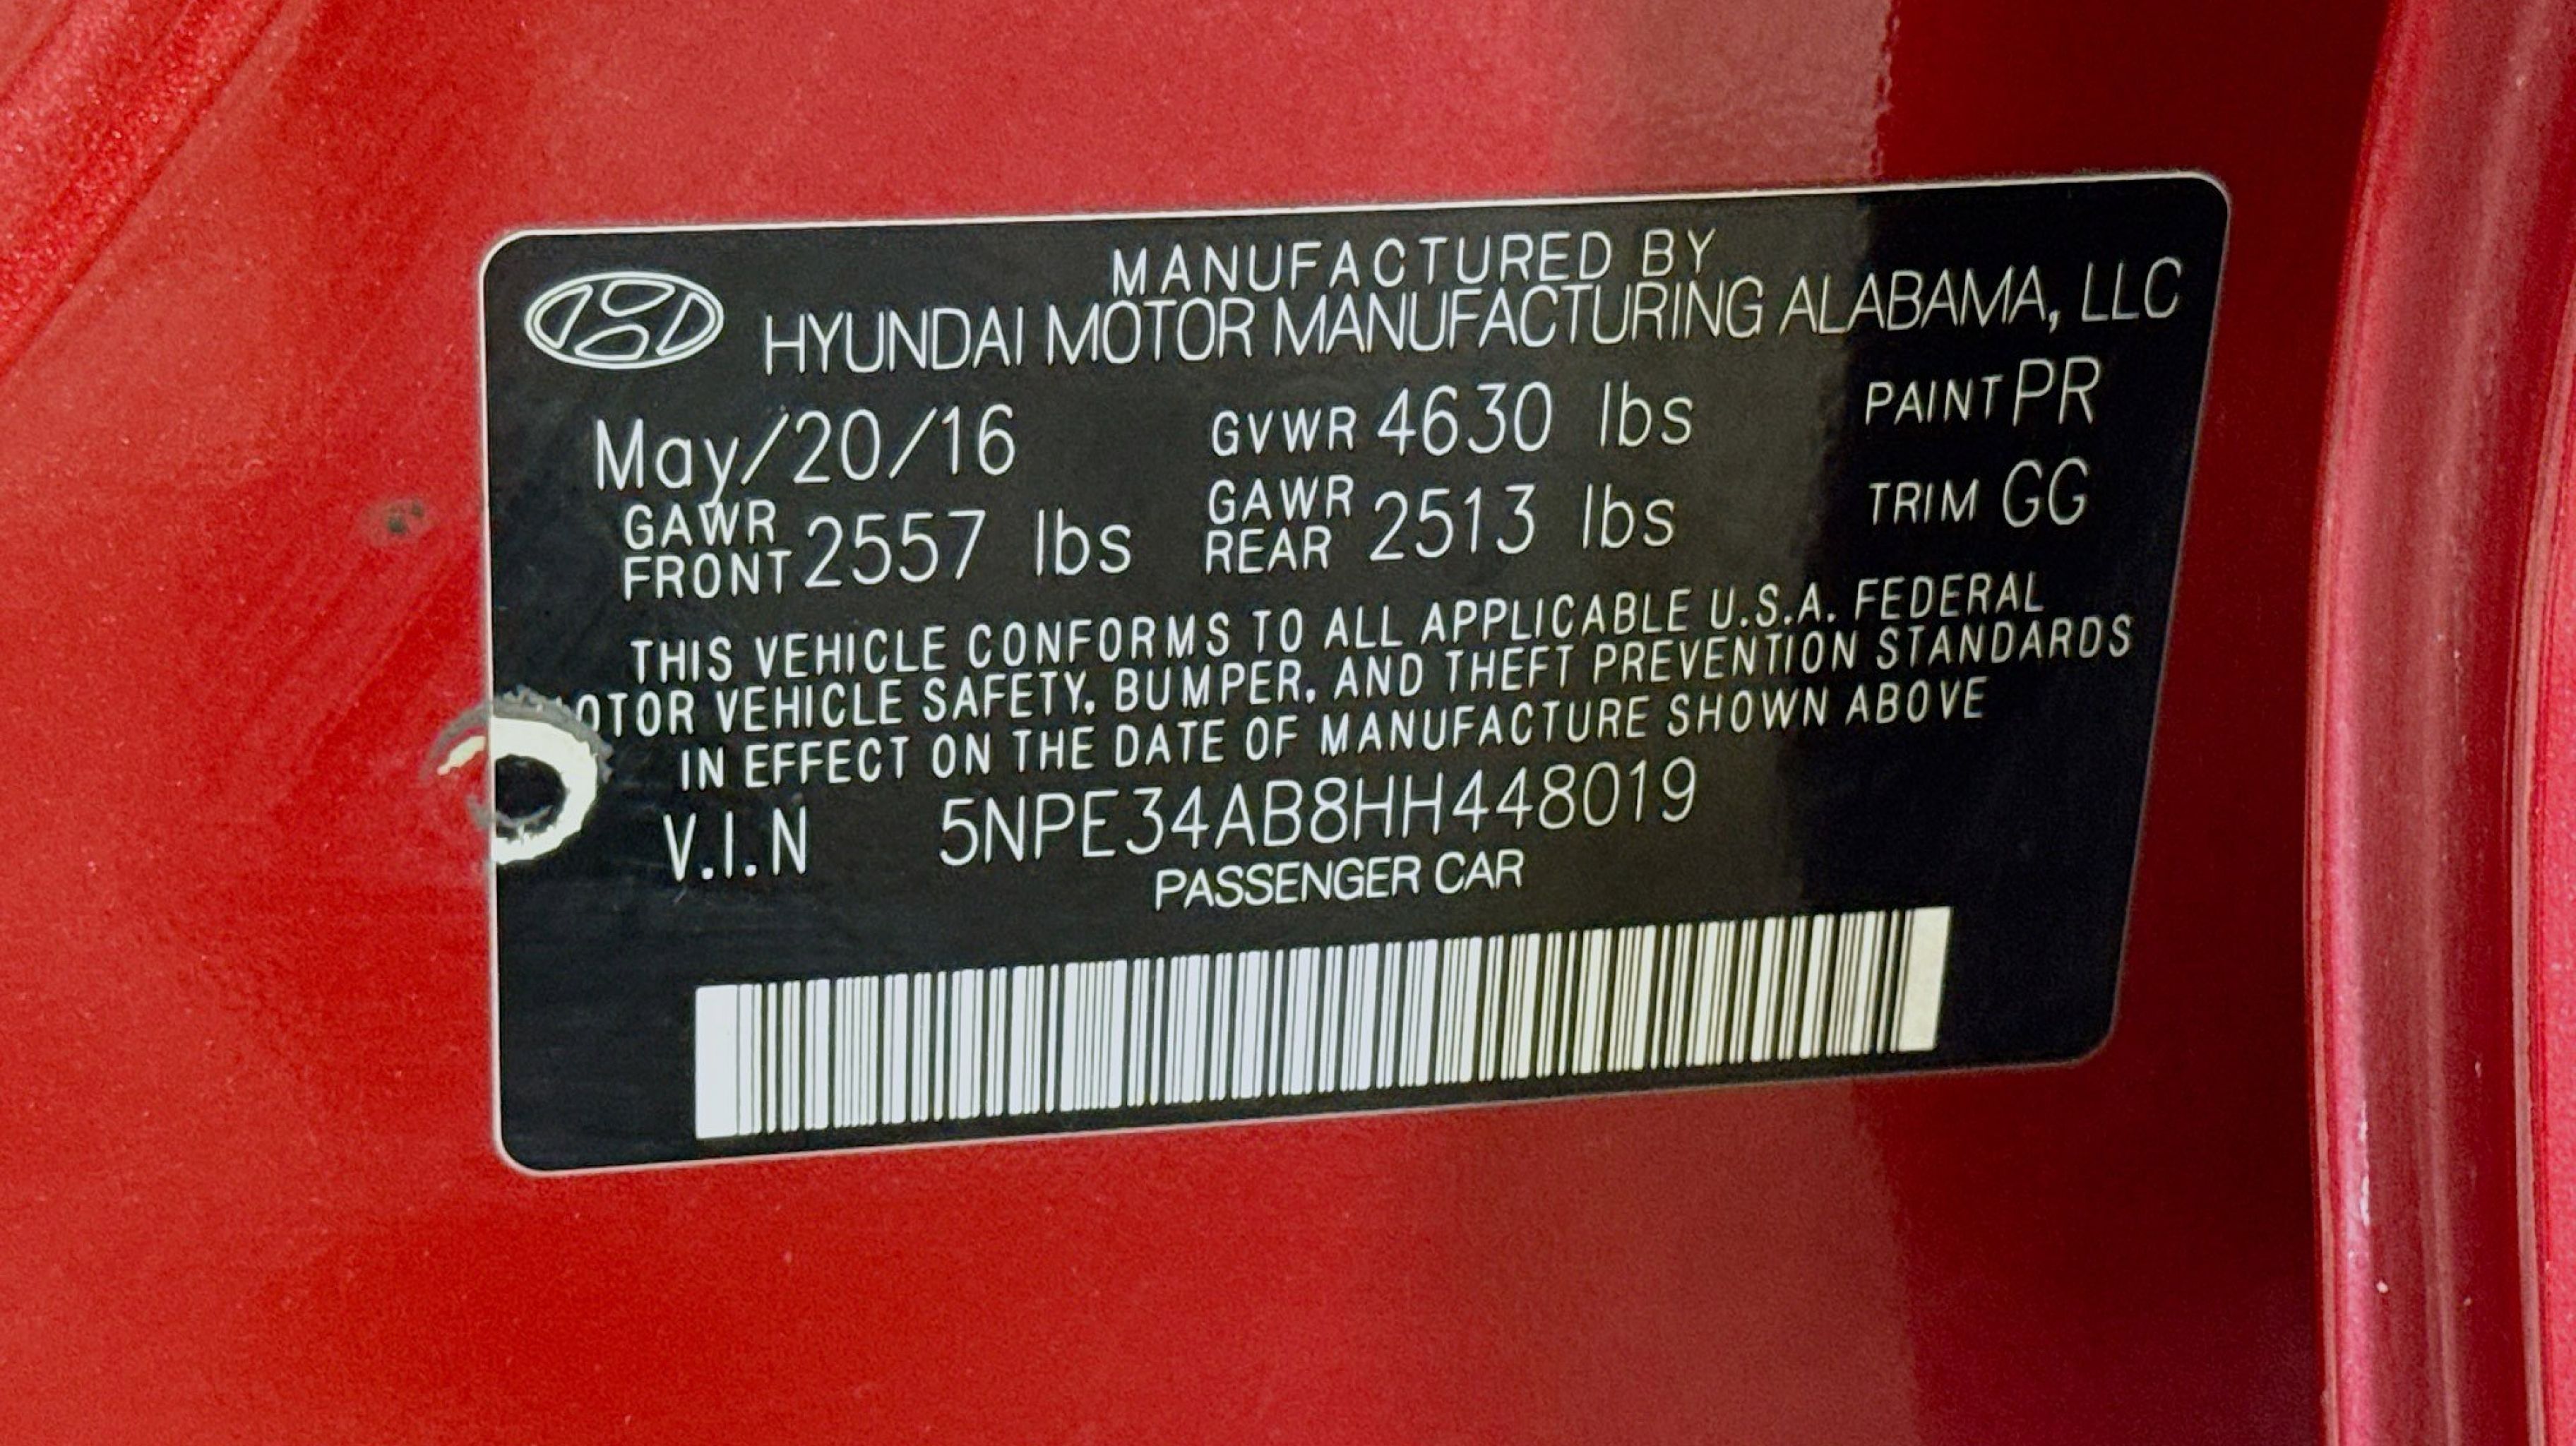 MANUFACTURED BY
HYUNDAI MOTOR MANUFACTURING ALABAMA, LLC
May/20/16 GVWR 4630 lbs PAINT PR
GAWR FRONT 2557 lbs GAWR REAR 2513 lbs TRIM GG
THIS VEHICLE CONFORMS TO ALL APPLICABLE U.S.A. FEDERAL
OTOR VEHICLE SAFETY, BUMPER, AND THEFT PREVENTION STANDARDS
IN EFFECT ON THE DATE OF MANUFACTURE SHOWN ABOVE
V.I.N 5NPE34AB8HH448019
PASSENGER CAR